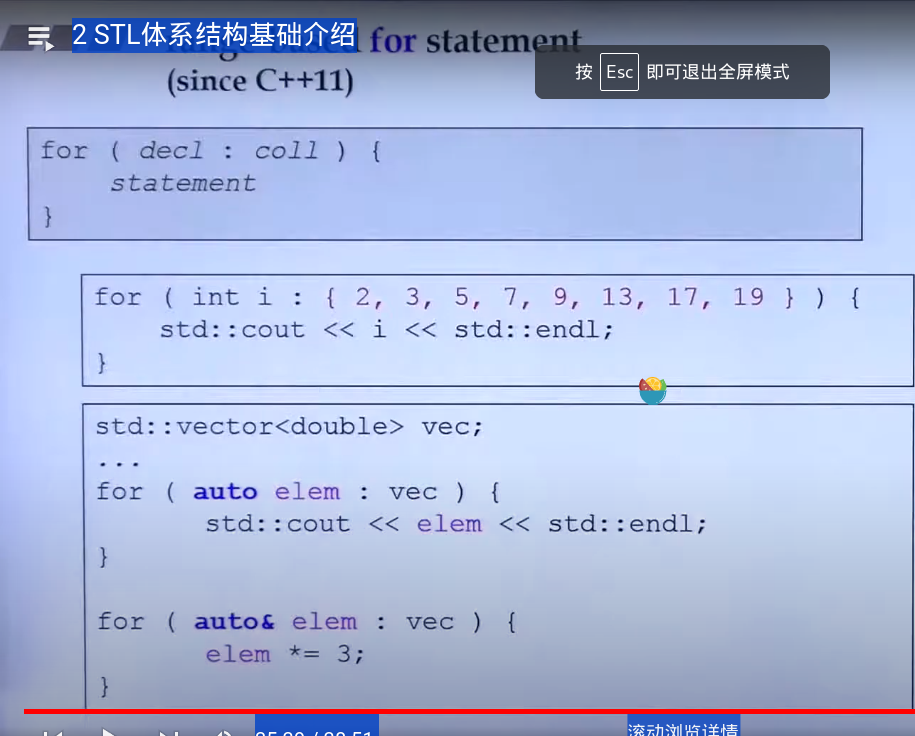 2 STL体系结构基础介绍
for statement
(since C++11)
按 Esc 即可退出全屏模式
for ( decl : coll ) {
statement
}
for ( int i : { 2, 3, 5, 7, 9, 13, 17, 19 } ) {
std::cout << i << std::endl;
}
std::vector<double> vec;
...
for ( auto elem : vec ) {
std::cout << elem << std::endl;
}
for ( auto& elem : vec ) {
elem *= 3;
}
滚动浏览详情